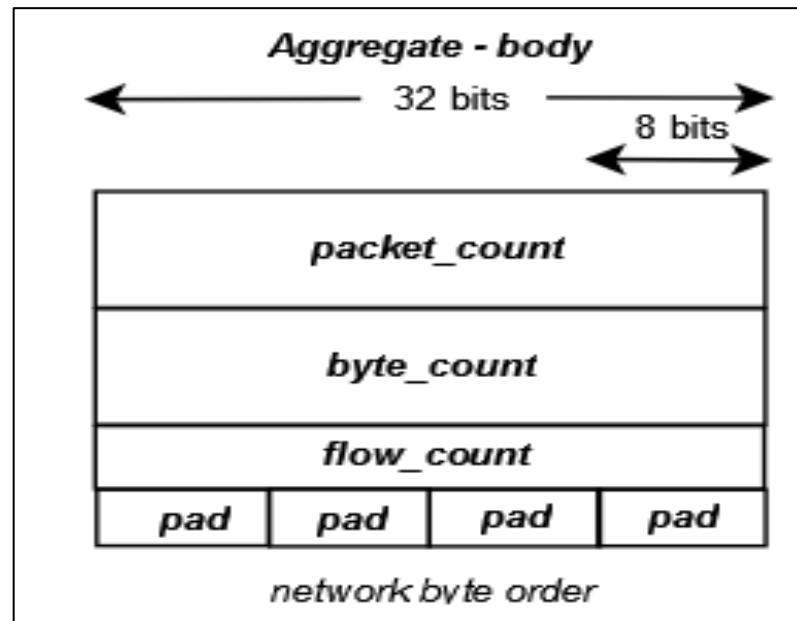 Aggregate - body
32 bits
8 bits
packet_count
byte_count
flow_count
pad pad pad pad
network byte order